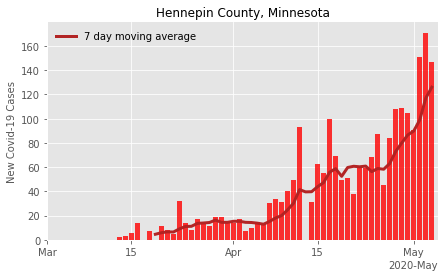 Hennepin County, Minnesota
7 day moving average
New Covid-19 Cases
160
140
120
100
80
60
40
20
0
Mar 15 Apr 15 May
2020-May